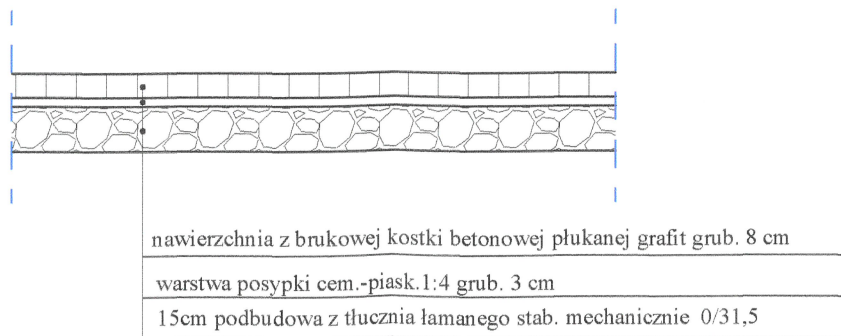 nawierzchnia z brukowej kostki betonowej płukanej grafit grub. 8 cm
warstwa posypki cem.-piask.1:4 grub. 3 cm
15cm podbudowa z tłucznia łamanego stab. mechanicznie 0/31,5